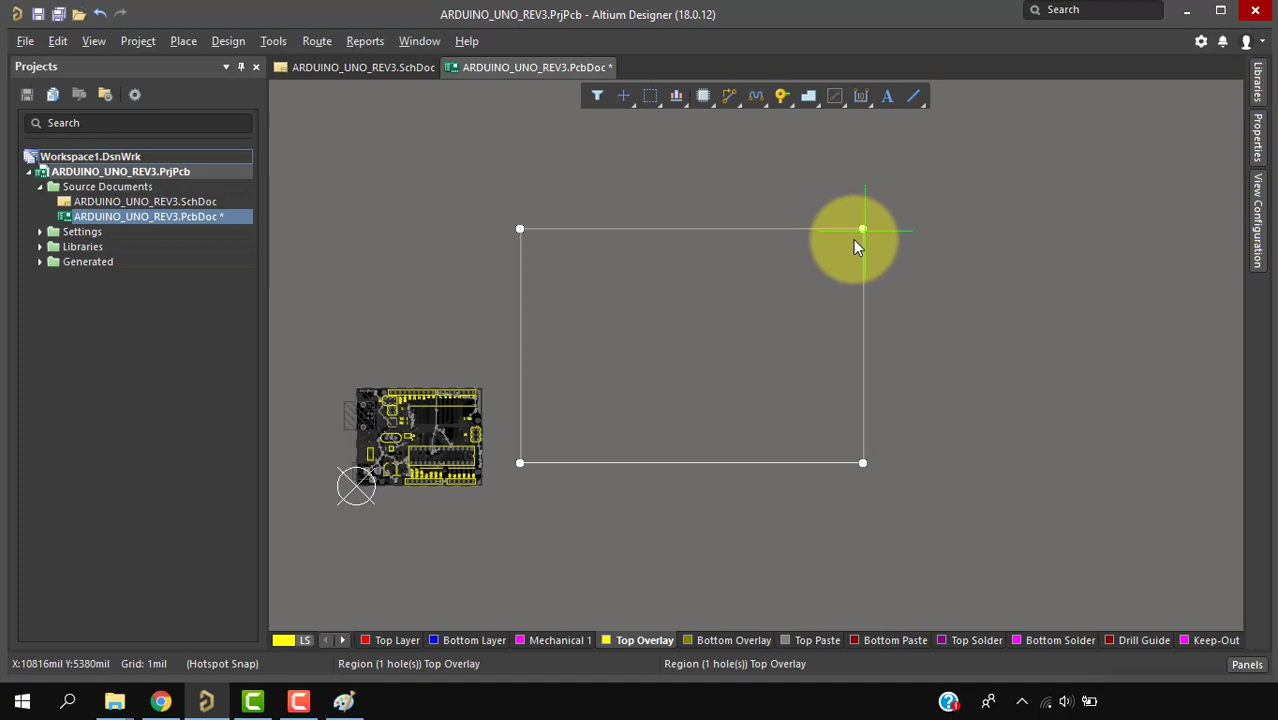 ARDUINO_UNO_REV3.PrjPcb - Altium Designer (18.0.12)
Search
File Edit View Project Place Design Tools Route Reports Window Help
Projects
ARDUINO_UNO_REV3.SchDoc
ARDUINO_UNO_REV3.PcbDoc *
Search
Workspace1.DsnWrk
ARDUINO_UNO_REV3.PrjPcb
Source Documents
ARDUINO_UNO_REV3.SchDoc
ARDUINO_UNO_REV3.PcbDoc *
Settings
Libraries
Generated
Libraries
Properties
View Configuration
LS Top Layer Bottom Layer Mechanical 1 Top Overlay Bottom Overlay Top Paste Bottom Paste Top Solder Bottom Solder Drill Guide Keep-Out
X:10816mil Y:5380mil Grid: 1mil (Hotspot Snap) Region (1 hole(s)) Top Overlay Region (1 hole(s)) Top Overlay Panels